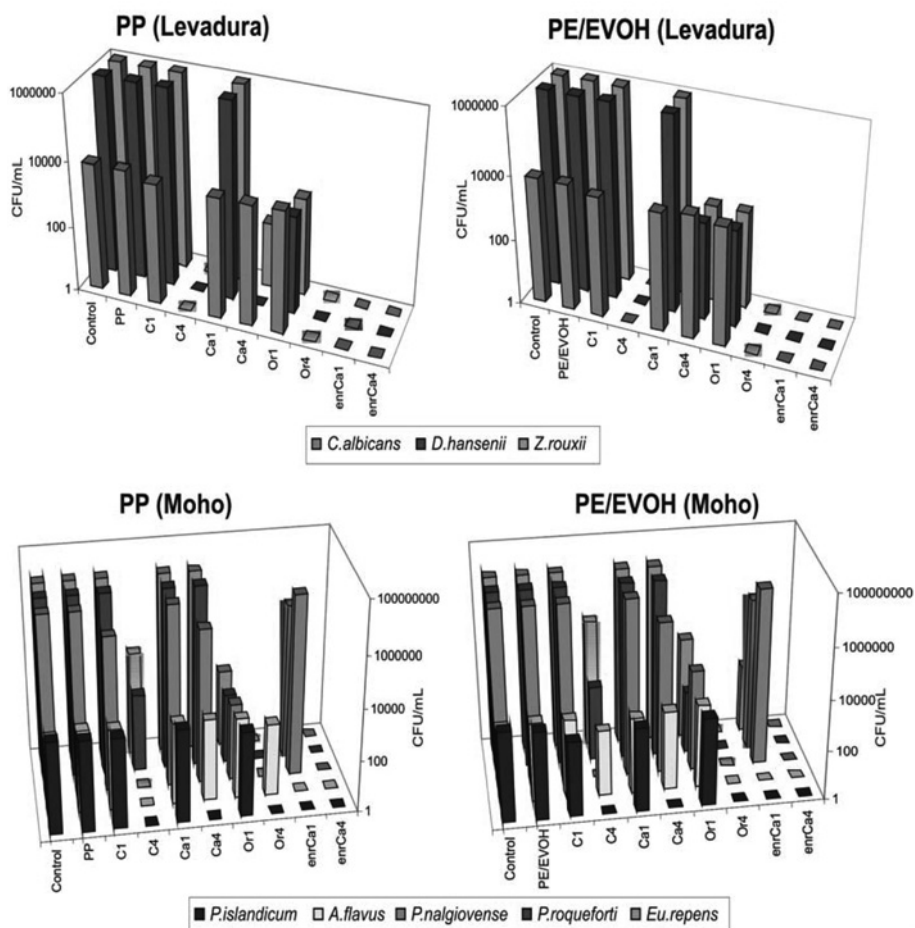 PP (Levadura)
PE/EVOH (Levadura)
CFU/mL
1000000
10000
100
1
Control
PP
C1
C4
Ca1
Ca4
Or1
Or4
enrCa1
enrCa4
CFU/mL
1000000
10000
100
1
Control
PE/EVOH
C1
C4
Ca1
Ca4
Or1
Or4
enrCa1
enrCa4
C.albicans D.hansenii Z.rouxii
PP (Moho)
PE/EVOH (Moho)
100000000
1000000
10000
100
1
CFU/mL
Control
PP
C1
C4
Ca1
Ca4
Or1
Or4
enrCa1
enrCa4
100000000
1000000
10000
100
1
CFU/mL
Control
PE/EVOH
C1
C4
Ca1
Ca4
Or1
Or4
enrCa1
enrCa4
P.islandicum A.flavus P.nalgiovense P.roqueforti Eu.repens